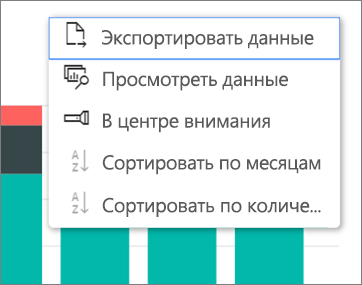 Экспортировать данные
Просмотреть данные
В центре внимания
Сортировать по месяцам
Сортировать по количе...